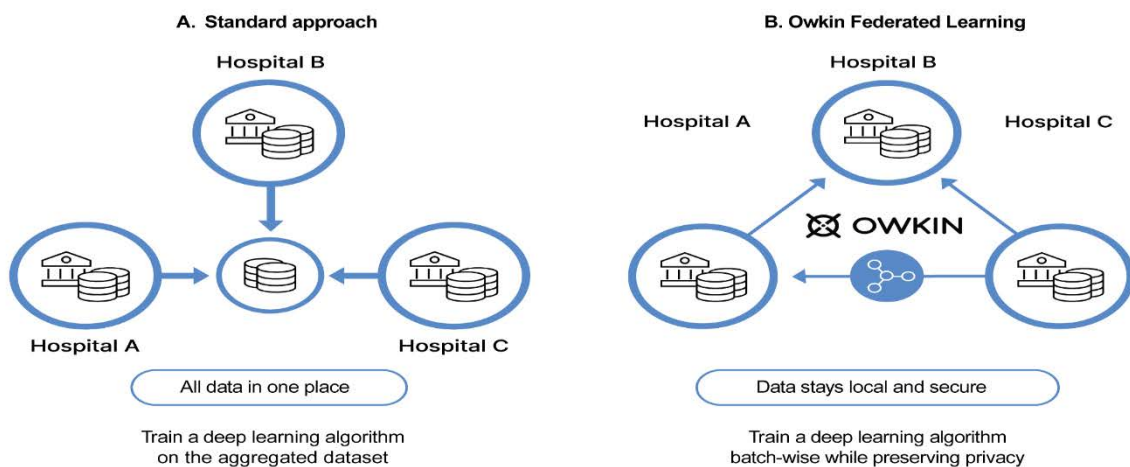 A. Standard approach
Hospital B
Hospital A
Hospital C
All data in one place
Train a deep learning algorithm
on the aggregated dataset
B. Owkin Federated Learning
Hospital B
Hospital A
Hospital C
OWKIN
Data stays local and secure
Train a deep learning algorithm
batch-wise while preserving privacy